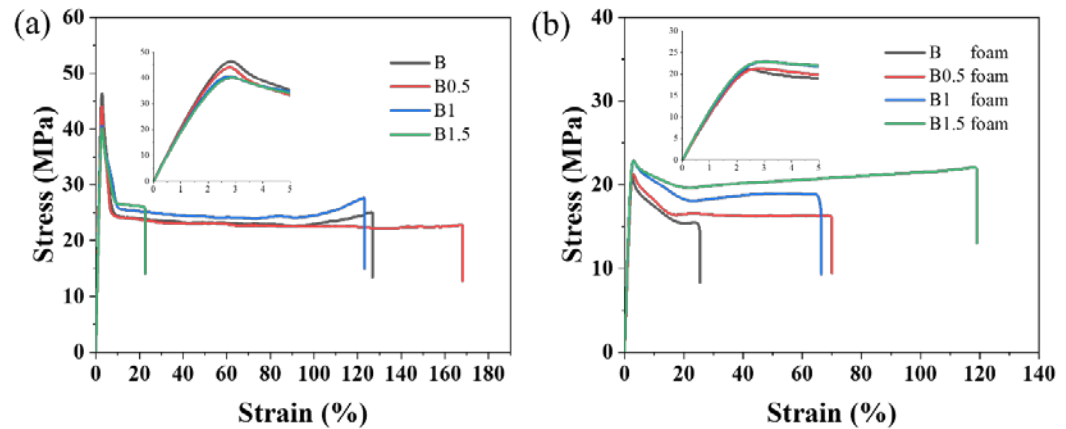 (a)
Stress (MPa)
60
50
40
30
20
10
0
0 20 40 60 80 100 120 140 160 180
Strain (%)
50
40
30
20
10
0
0 1 2 3 4 5
B
B0.5
B1
B1.5
(b)
Stress (MPa)
40
30
20
10
0
0 20 40 60 80 100 120 140
Strain (%)
30
25
20
15
10
5
0
0 1 2 3 4 5
B foam
B0.5 foam
B1 foam
B1.5 foam